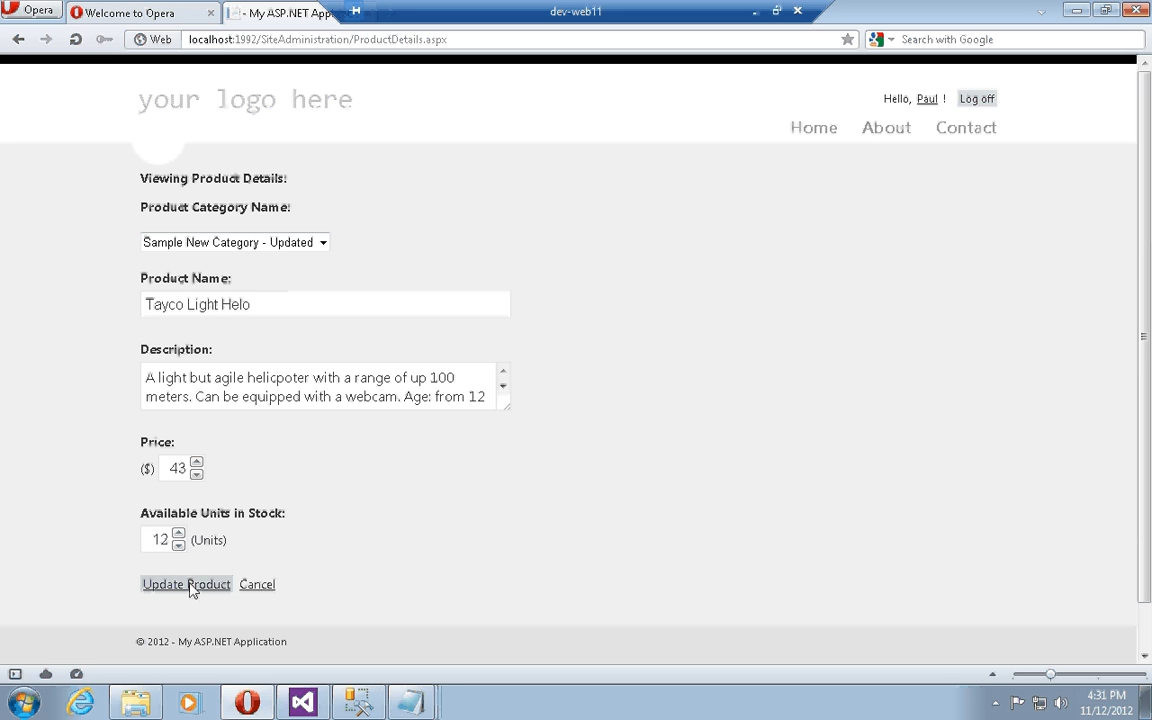 Opera
Welcome to Opera
- My ASP.NET App
dev-web11
Web
localhost:1992/SiteAdministration/ProductDetails.aspx
Search with Google
your logo here
Hello, Paul !
Log off
Home About Contact
Viewing Product Details:
Product Category Name:
Sample New Category - Updated
Product Name:
Tayco Light Helo
Description:
A light but agile helicpoter with a range of up 100
meters. Can be equipped with a webcam. Age: from 12
Price:
($) 43
Available Units in Stock:
12 (Units)
Update Product Cancel
© 2012 - My ASP.NET Application
4:31 PM
11/12/2012